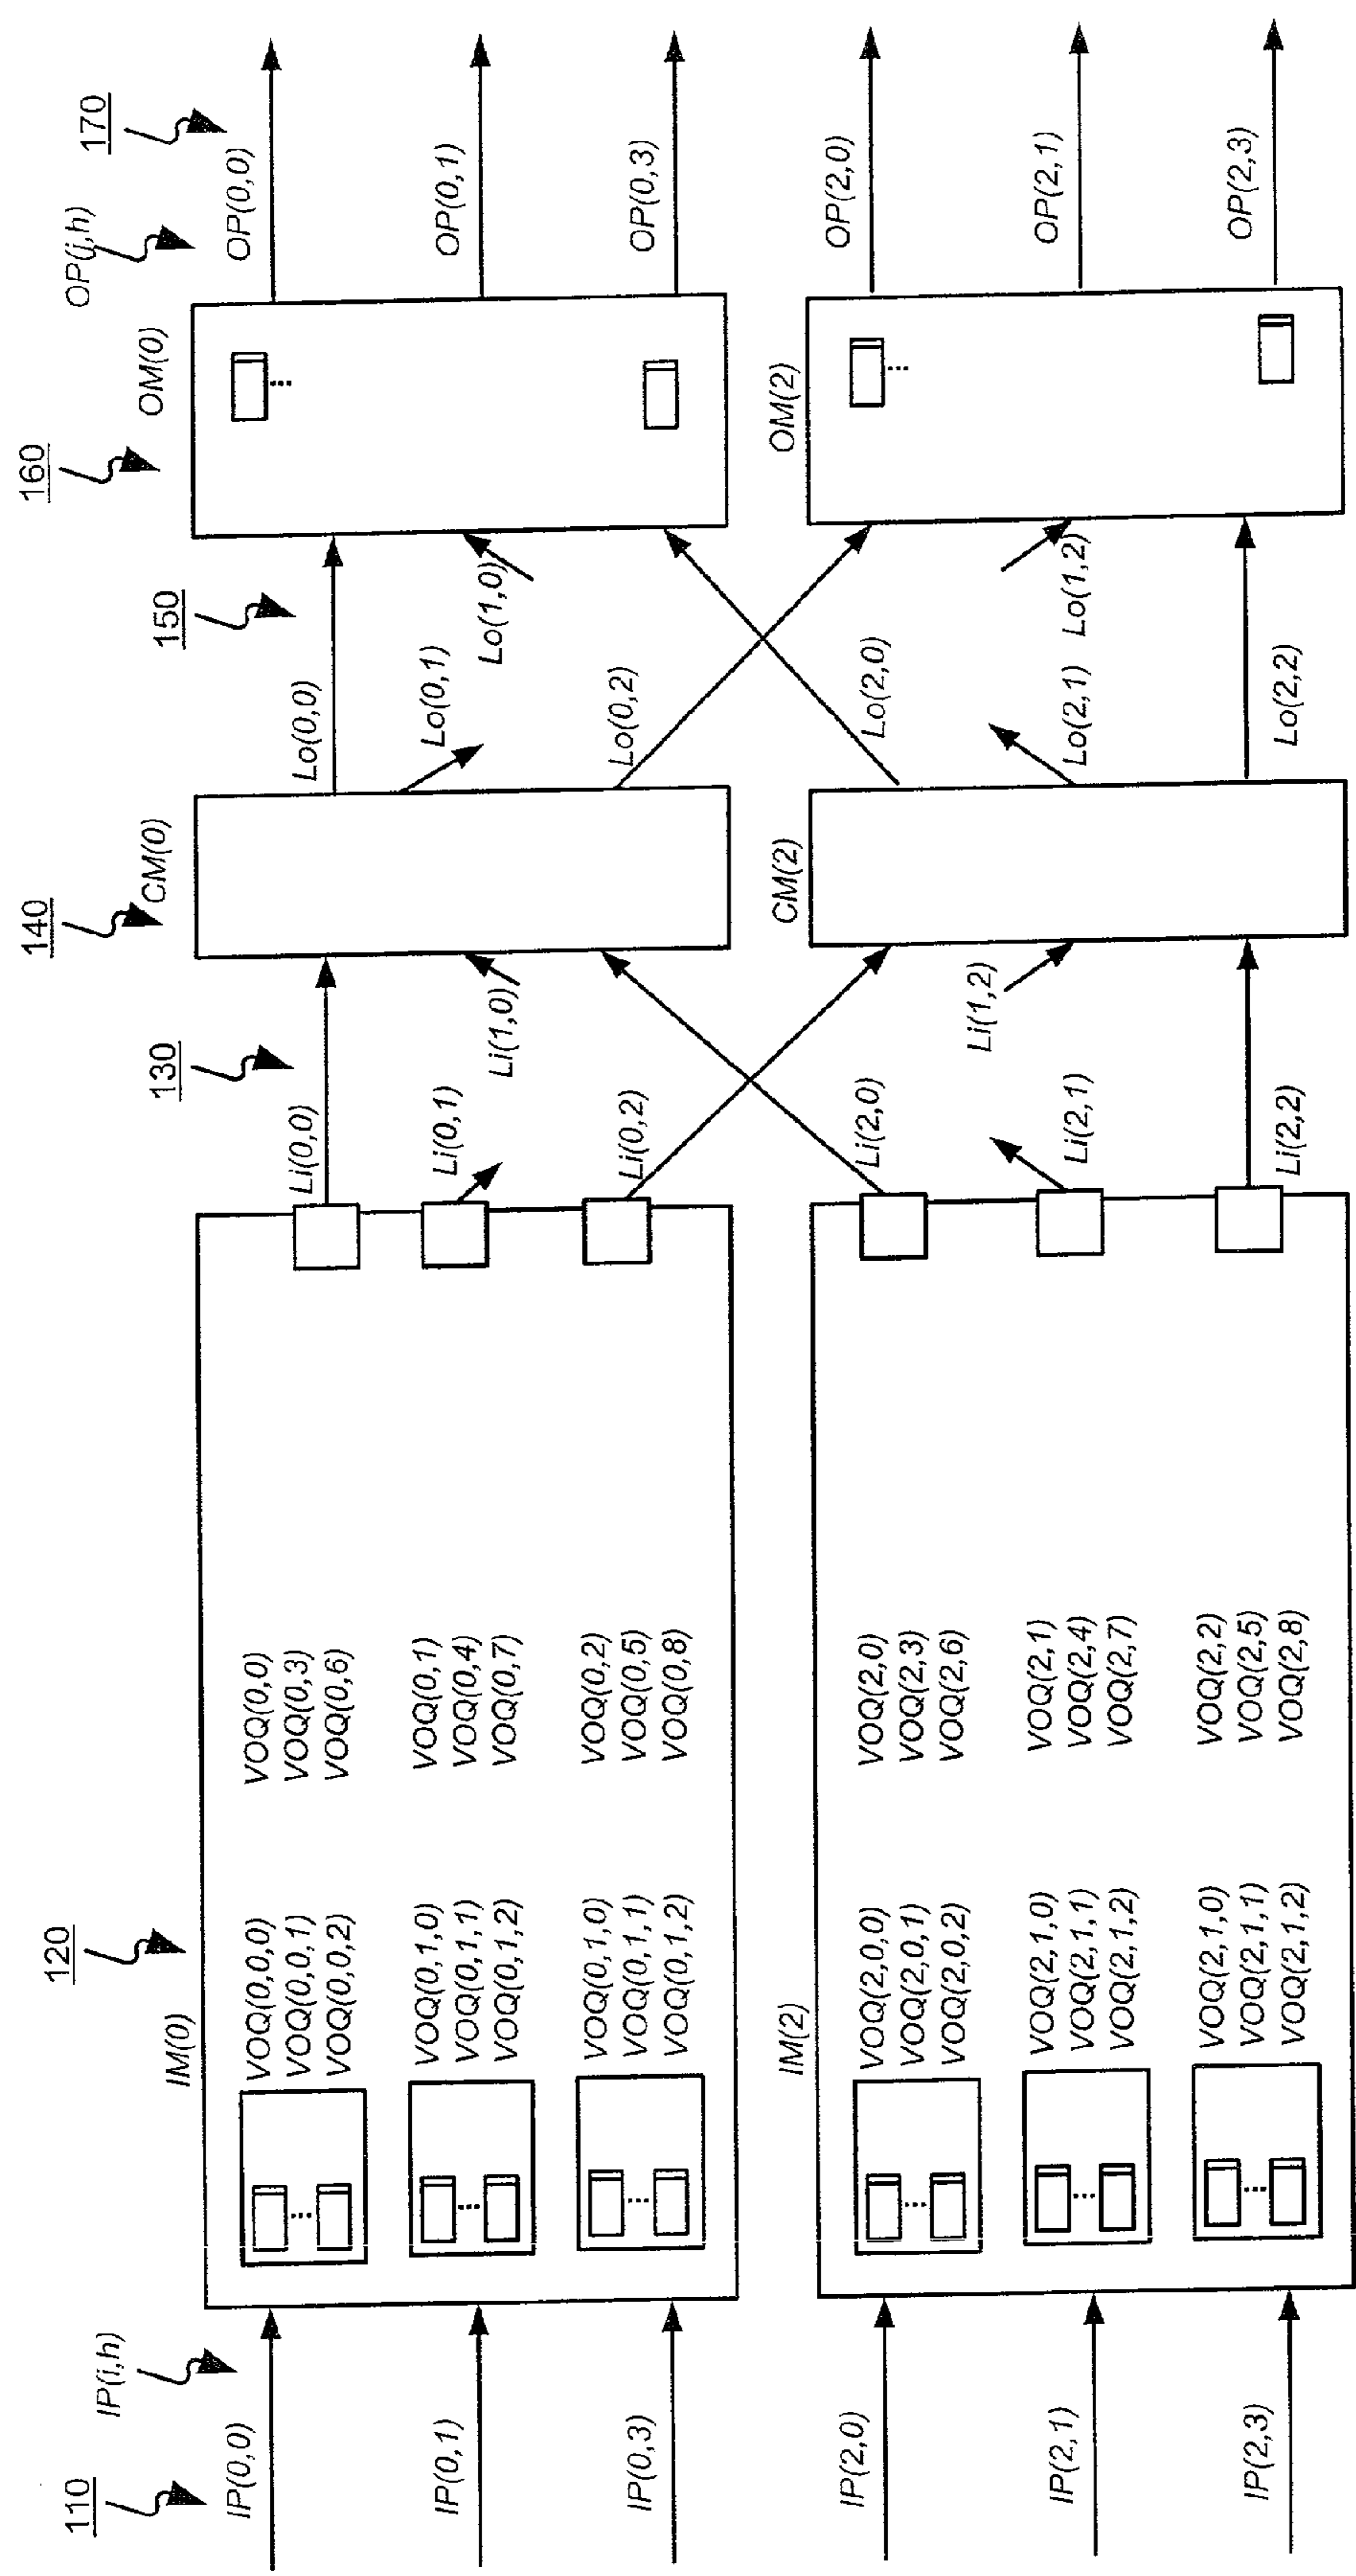 110
IP(i,h)
IP(0,0)
IP(0,1)
IP(0,3)
IP(2,0)
IP(2,1)
IP(2,3)
120
IM(0)
VOQ(0,0,0)
VOQ(0,0,1)
VOQ(0,0,2)
VOQ(0,1,0)
VOQ(0,1,1)
VOQ(0,1,2)
VOQ(0,1,0)
VOQ(0,1,1)
VOQ(0,1,2)
VOQ(0,0)
VOQ(0,3)
VOQ(0,6)
VOQ(0,1)
VOQ(0,4)
VOQ(0,7)
VOQ(0,2)
VOQ(0,5)
VOQ(0,8)
IM(2)
VOQ(2,0,0)
VOQ(2,0,1)
VOQ(2,0,2)
VOQ(2,1,0)
VOQ(2,1,1)
VOQ(2,1,2)
VOQ(2,1,0)
VOQ(2,1,1)
VOQ(2,1,2)
VOQ(2,0)
VOQ(2,3)
VOQ(2,6)
VOQ(2,1)
VOQ(2,4)
VOQ(2,7)
VOQ(2,2)
VOQ(2,5)
VOQ(2,8)
130
Li(0,0)
Li(0,1)
Li(1,0)
Li(0,2)
Li(2,0)
Li(1,2)
Li(2,1)
Li(2,2)
140
CM(0)
CM(2)
150
Lo(0,0)
Lo(0,1)
Lo(1,0)
Lo(0,2)
Lo(2,0)
Lo(2,1)
Lo(1,2)
Lo(2,2)
160
OM(0)
OM(2)
170
OP(j,h)
OP(0,0)
OP(0,1)
OP(0,3)
OP(2,0)
OP(2,1)
OP(2,3)